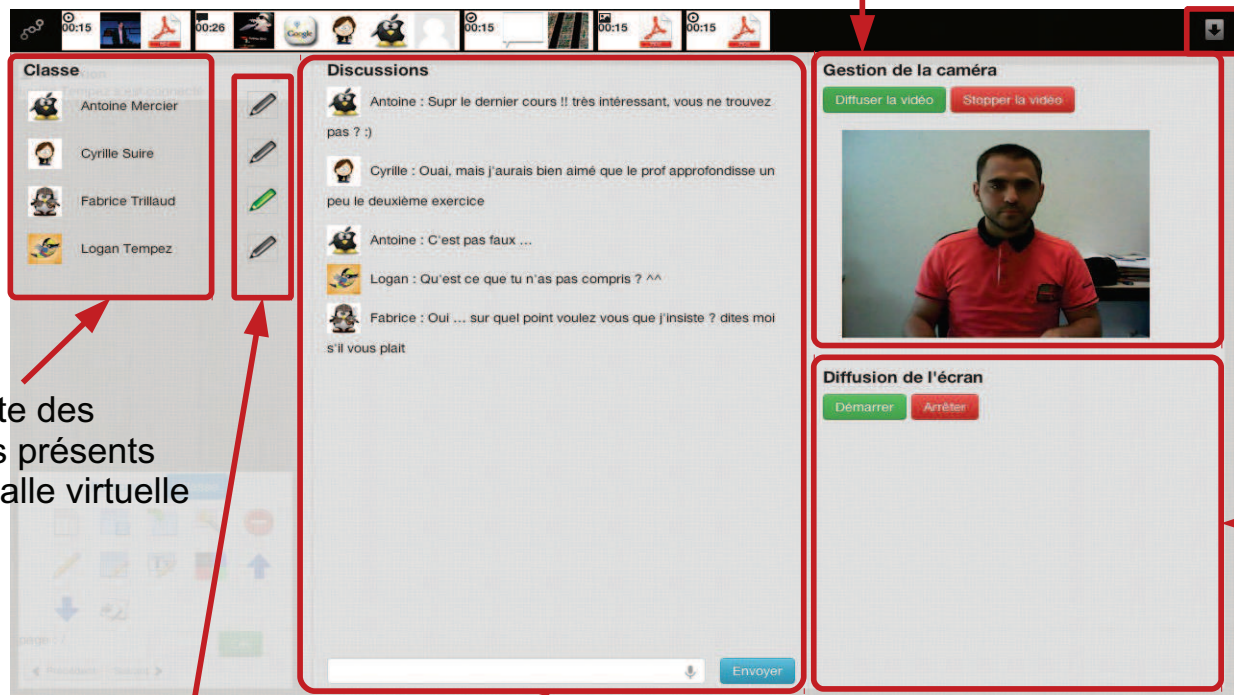 00:15
00:26
Google
00:15
00:15
00:15
Classe
Antoine Mercier
Cyrille Suire
Fabrice Trillaud
Logan Tempez
Discussions
Antoine : Supr le dernier cours !! très intéressant, vous ne trouvez
pas ? :)
Cyrille : Ouai, mais j'aurais bien aimé que le prof approfondisse un
peu le deuxième exercice
Antoine : C'est pas faux ...
Logan : Qu'est ce que tu n'as pas compris ? ^^
Fabrice : Oui ... sur quel point voulez vous que j'insiste ? dites moi
s'il vous plait
Envoyer
Gestion de la caméra
Diffuser la vidéo Stopper la vidéo
Diffusion de l'écran
Démarrer Arrêter
te des
s présents
alle virtuelle
page :